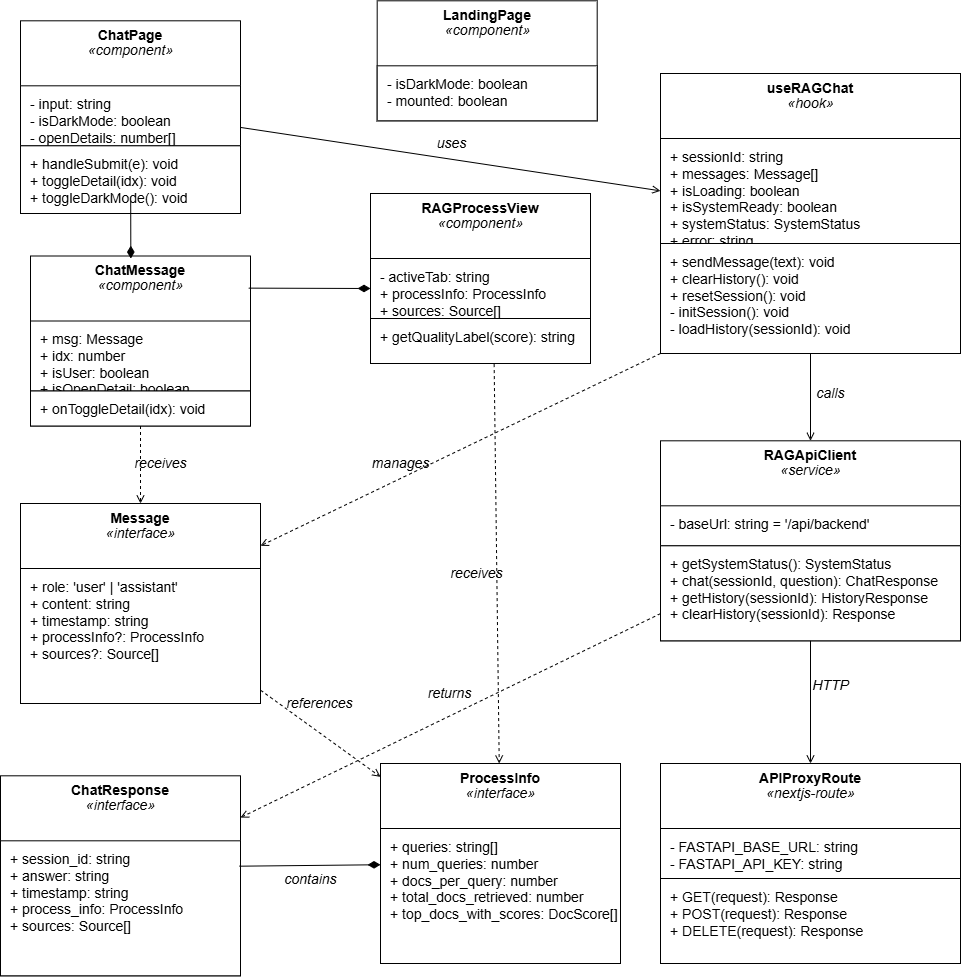 ChatPage
«component»
- input: string
- isDarkMode: boolean
- openDetails: number[]
+ handleSubmit(e): void
+ toggleDetail(idx): void
+ toggleDarkMode(): void
LandingPage
«component»
- isDarkMode: boolean
- mounted: boolean
useRAGChat
«hook»
+ sessionId: string
+ messages: Message[]
+ isLoading: boolean
+ isSystemReady: boolean
+ systemStatus: SystemStatus
+ error: string
+ sendMessage(text): void
+ clearHistory(): void
+ resetSession(): void
- initSession(): void
- loadHistory(sessionId): void
uses
RAGProcessView
«component»
- activeTab: string
+ processInfo: ProcessInfo
+ sources: Source[]
+ getQualityLabel(score): string
ChatMessage
«component»
+ msg: Message
+ idx: number
+ isUser: boolean
+ isOpenDetail: boolean
+ onToggleDetail(idx): void
calls
receives
manages
RAGApiClient
«service»
- baseUrl: string = '/api/backend'
+ getSystemStatus(): SystemStatus
+ chat(sessionId, question): ChatResponse
+ getHistory(sessionId): HistoryResponse
+ clearHistory(sessionId): Response
Message
«interface»
+ role: 'user' | 'assistant'
+ content: string
+ timestamp: string
+ processInfo?: ProcessInfo
+ sources?: Source[]
receives
references
returns
HTTP
ChatResponse
«interface»
+ session_id: string
+ answer: string
+ timestamp: string
+ process_info: ProcessInfo
+ sources: Source[]
contains
ProcessInfo
«interface»
+ queries: string[]
+ num_queries: number
+ docs_per_query: number
+ total_docs_retrieved: number
+ top_docs_with_scores: DocScore[]
APIProxyRoute
«nextjs-route»
- FASTAPI_BASE_URL: string
- FASTAPI_API_KEY: string
+ GET(request): Response
+ POST(request): Response
+ DELETE(request): Response